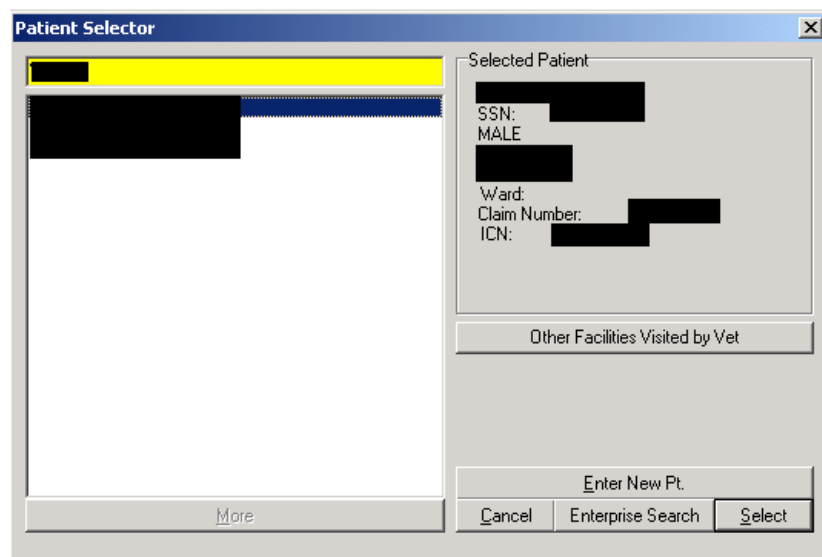 Patient Selector
Selected Patient
SSN:
MALE
Ward:
Claim Number:
ICN:
Other Facilities Visited by Vet
Enter New Pt.
More
Cancel
Enterprise Search
Select